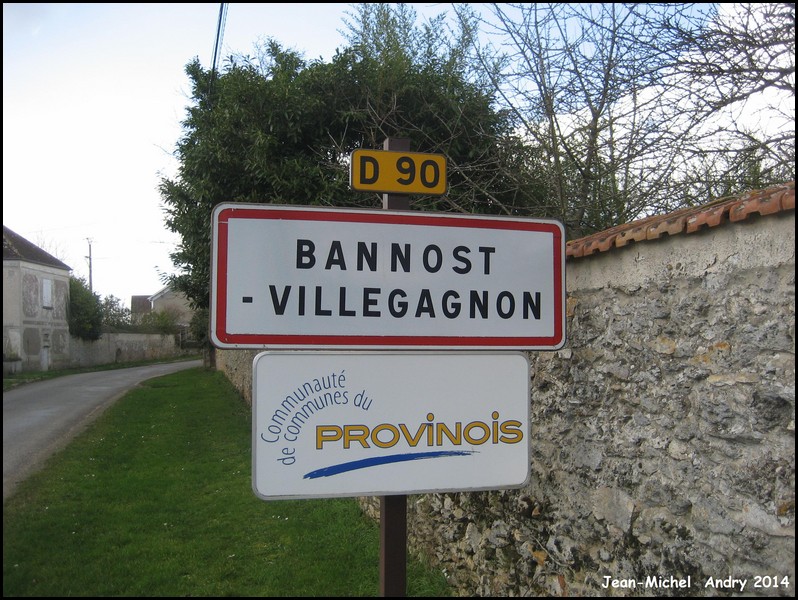 D 90
BANNOST
- VILLEGAGNON
Communauté
de communes du
PROVINOIS
Jean-Michel Andry 2014